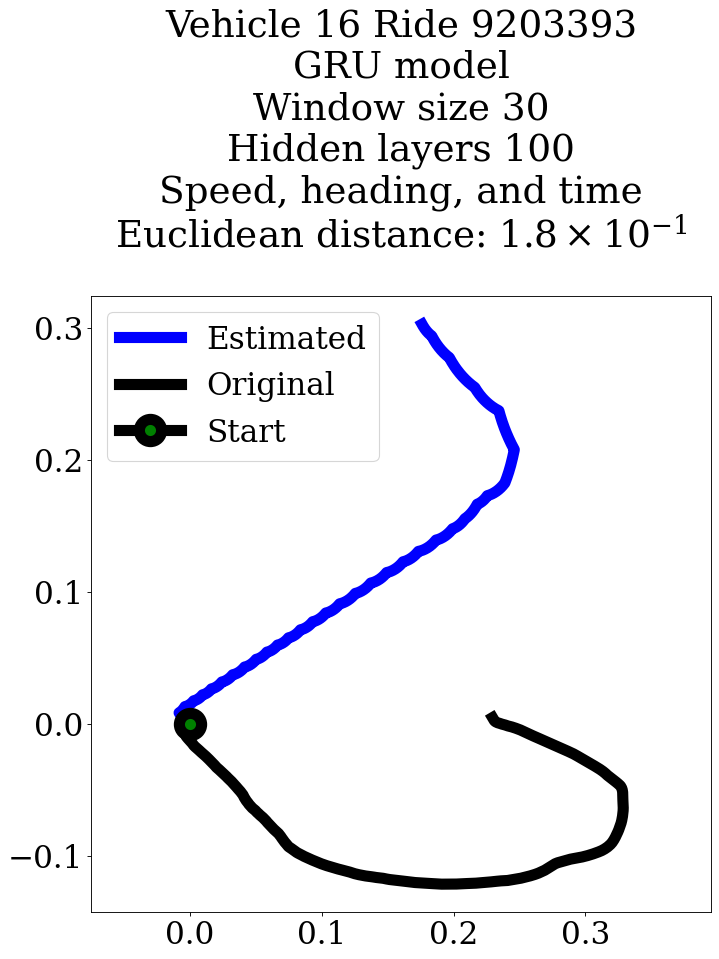 Vehicle 16 Ride 9203393
GRU model
Window size 30
Hidden layers 100
Speed, heading, and time
Euclidean distance: 1.8 × 10⁻¹
Estimated
Original
Start
0.3
0.2
0.1
0.0
−0.1
0.0 0.1 0.2 0.3